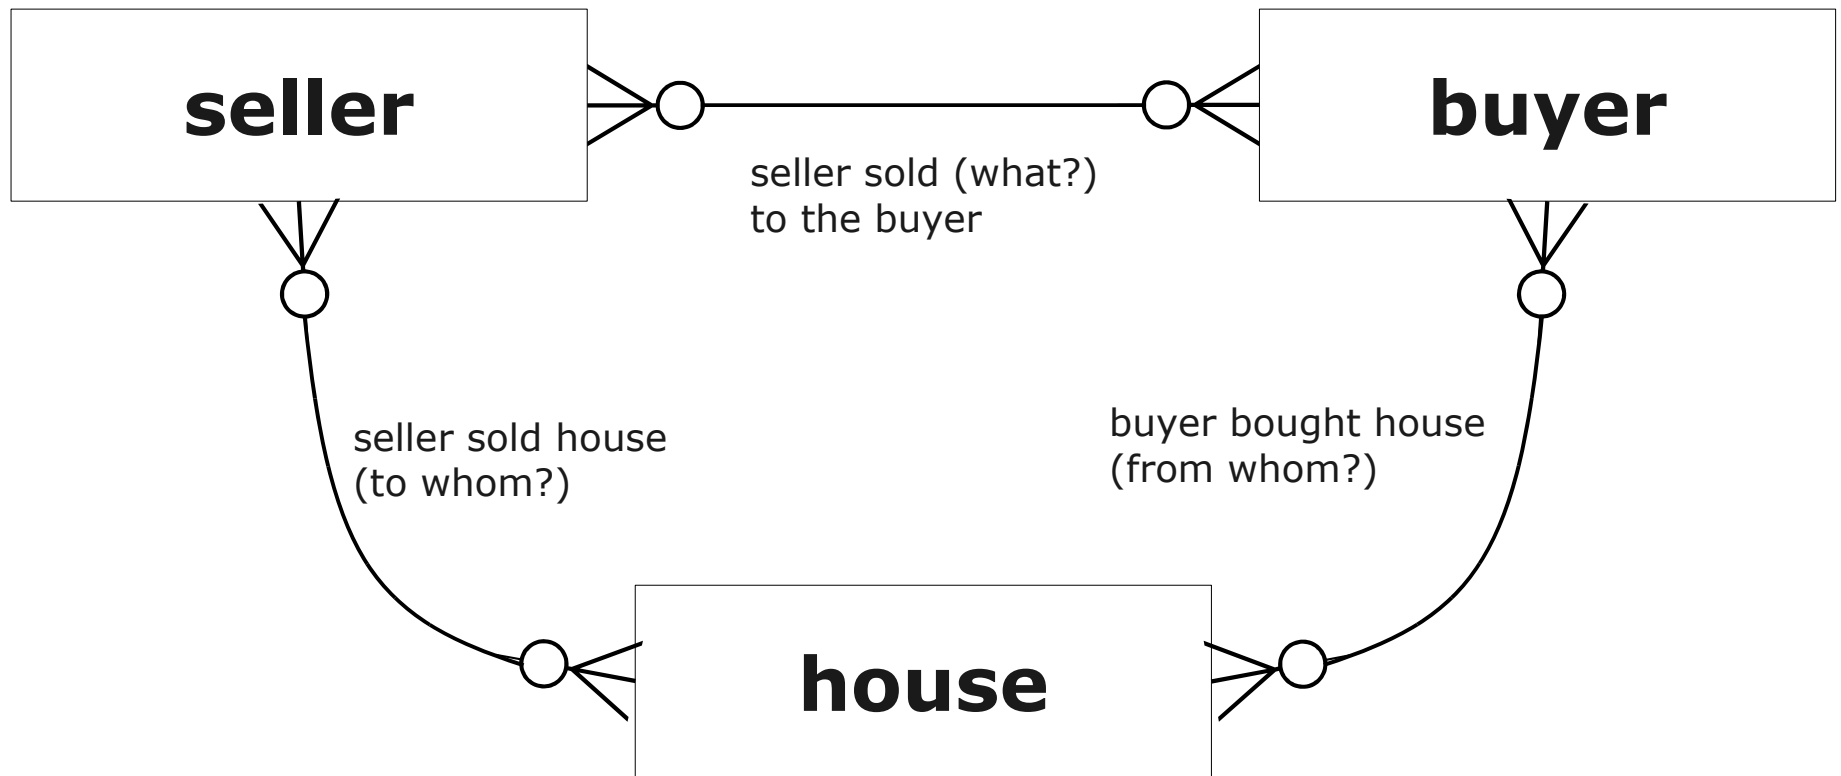 seller
buyer
seller sold (what?)
to the buyer
seller sold house
(to whom?)
buyer bought house
(from whom?)
house